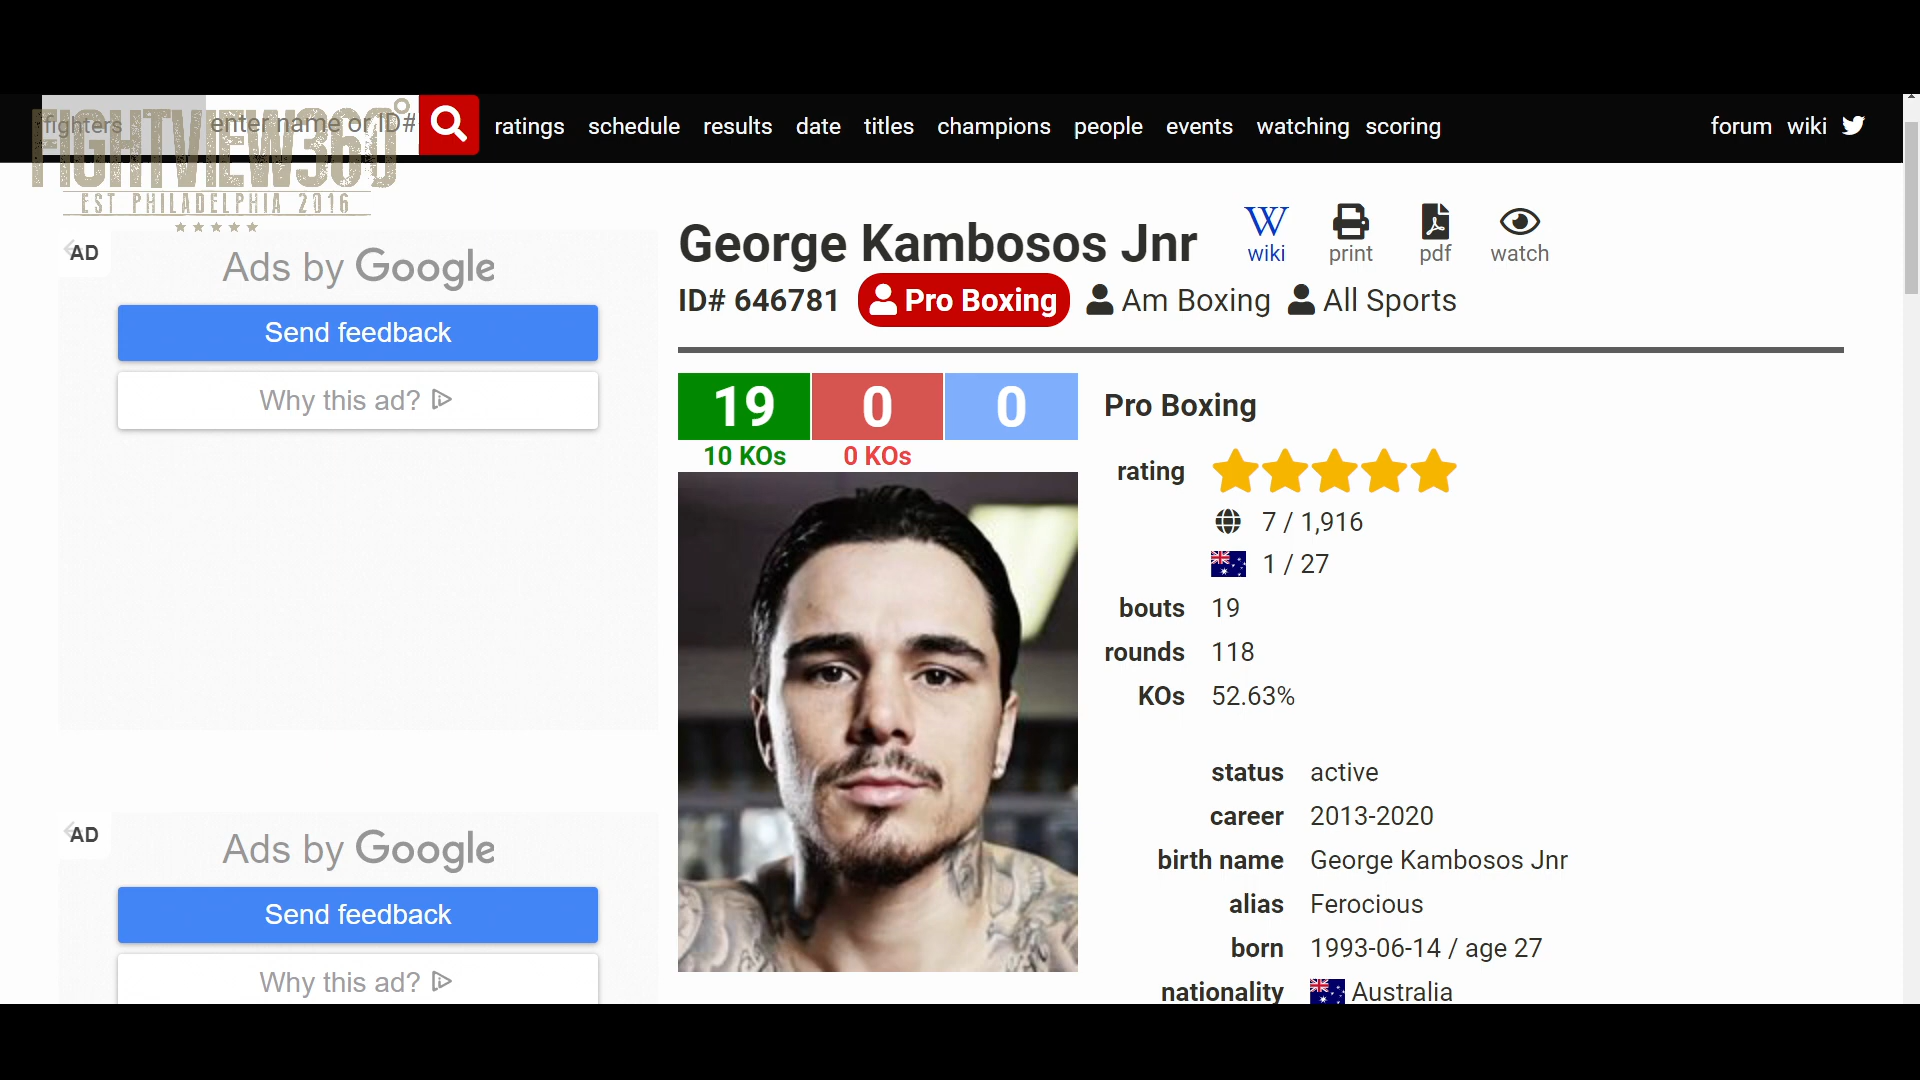 fighters
enter name or ID#
ratings schedule results date titles champions people events watching scoring
forum wiki
FIGHTVIEW360°
EST PHILADELPHIA 2016
AD
Ads by Google
Send feedback
Why this ad?
AD
Ads by Google
Send feedback
Why this ad?
George Kambosos Jnr
W
wiki print pdf watch
ID# 646781 Pro Boxing Am Boxing All Sports
19 0 0
10 KOs 0 KOs
Pro Boxing
rating
7 / 1,916
1 / 27
bouts 19
rounds 118
KOs 52.63%
status active
career 2013-2020
birth name George Kambosos Jnr
alias Ferocious
born 1993-06-14 / age 27
nationality Australia